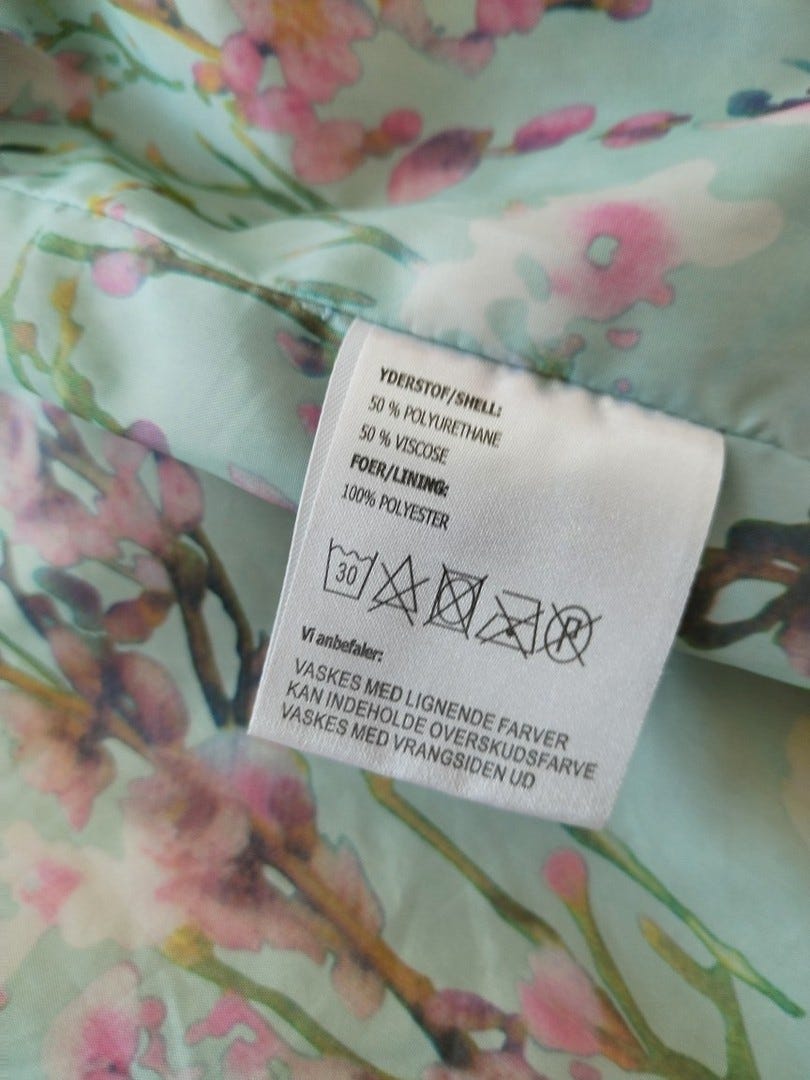 YDERSTOF/SHELL:
50 % POLYURETHANE
50 % VISCOSE
FOER/LINING:
100% POLYESTER
30
P
Vi anbefaler:
VASKES MED LIGNENDE FARVER
KAN INDEHOLDE OVERSKUDSFARVE
VASKES MED VRANGSIDEN UD